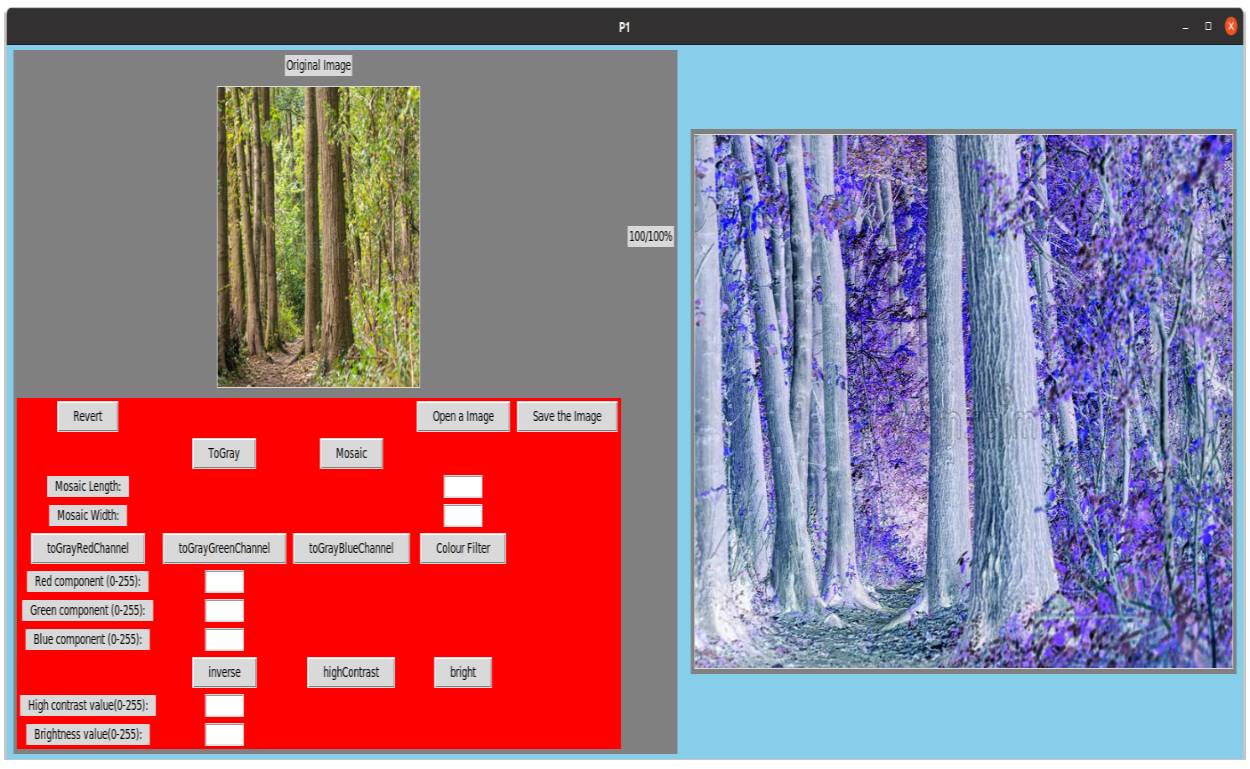 P1
Original Image
100/100%
Revert
Open a Image
Save the Image
ToGray
Mosaic
Mosaic Length:
Mosaic Width:
toGrayRedChannel
toGrayGreenChannel
toGrayBlueChannel
Colour Filter
Red component (0-255):
Green component (0-255):
Blue component (0-255):
inverse
highContrast
bright
High contrast value(0-255):
Brightness value(0-255):